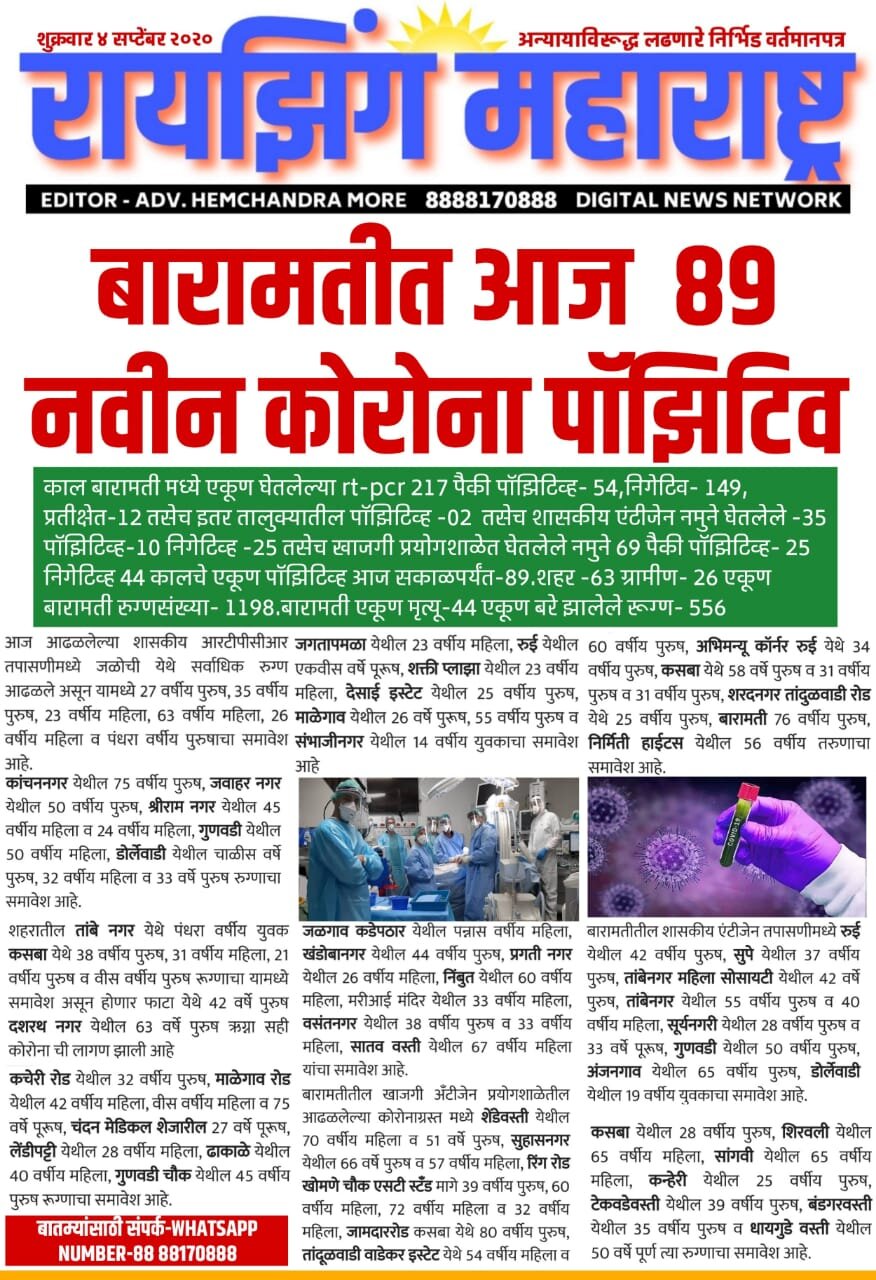 शुक्रवार ४ सप्टेंबर २०२०
अन्यायाविरूद्ध लढणारे निर्भिड वर्तमानपत्र
रायझिंग महाराष्ट्र
EDITOR - ADV. HEMCHANDRA MORE 8888170888 DIGITAL NEWS NETWORK
बारामतीत आज 89
नवीन कोरोना पॉझिटिव
काल बारामती मध्ये एकूण घेतलेल्या rt-pcr 217 पैकी पॉझिटिव्ह- 54,निगेटिव- 149,
प्रतीक्षेत-12 तसेच इतर तालुक्यातील पॉझिटिव्ह -02 तसेच शासकीय एंटीजेन नमुने घेतलेले -35
पॉझिटिव्ह-10 निगेटिव्ह -25 तसेच खाजगी प्रयोगशाळेत घेतलेले नमुने 69 पैकी पॉझिटिव्ह- 25
निगेटिव्ह 44 कालचे एकूण पॉझिटिव्ह आज सकाळपर्यंत-89.शहर -63 ग्रामीण- 26 एकूण
बारामती रुग्णसंख्या- 1198.बारामती एकूण मृत्यू-44 एकूण बरे झालेले रूग्ण- 556
आज आढळलेल्या शासकीय आरटीपीसीआर
तपासणीमध्ये जळोची येथे सर्वाधिक रुग्ण
आढळले असून यामध्ये 27 वर्षीय पुरुष, 35 वर्षीय
पुरुष, 23 वर्षीय महिला, 63 वर्षीय महिला, 26
वर्षीय महिला व पंधरा वर्षीय पुरुषाचा समावेश
आहे.
कांचननगर येथील 75 वर्षीय पुरुष, जवाहर नगर
येथील 50 वर्षीय पुरुष, श्रीराम नगर येथील 45
वर्षीय महिला व 24 वर्षीय महिला, गुणवडी येथील
50 वर्षीय महिला, डोर्लेवाडी येथील चाळीस वर्षे
पुरुष, 32 वर्षीय महिला व 33 वर्षे पुरुष रुग्णाचा
समावेश आहे.
शहरातील तांबे नगर येथे पंधरा वर्षीय युवक
कसबा येथे 38 वर्षीय पुरुष, 31 वर्षीय महिला, 21
वर्षीय पुरुष व वीस वर्षीय पुरुष रूग्णाचा यामध्ये
समावेश असून होणार फाटा येथे 42 वर्षे पुरुष
दशरथ नगर येथील 63 वर्षे पुरुष ऋग्ना सही
कोरोना ची लागण झाली आहे
कचेरी रोड येथील 32 वर्षीय पुरुष, माळेगाव रोड
येथील 42 वर्षीय महिला, वीस वर्षीय महिला व 75
वर्षे पुरूष, चंदन मेडिकल शेजारील 27 वर्षे पुरूष,
लेंडीपट्टी येथील 28 वर्षीय महिला, ढाकाळे येथील
40 वर्षीय महिला, गुणवडी चौक येथील 45 वर्षीय
पुरुष रूग्णाचा समावेश आहे.
बातम्यांसाठी संपर्क-WHATSAPP
NUMBER-88 88170888
जगतापमळा येथील 23 वर्षीय महिला, रुई येथील
एकवीस वर्षे पूरूष, शक्ती प्लाझा येथील 23 वर्षीय
महिला, देसाई इस्टेट येथील 25 वर्षीय पुरुष,
माळेगाव येथील 26 वर्षे पुरूष, 55 वर्षीय पुरुष व
संभाजीनगर येथील 14 वर्षीय युवकाचा समावेश
आहे
COVID-19
जळगाव कडेपठार येथील पन्नास वर्षीय महिला,
खंडोबानगर येथील 44 वर्षीय पुरुष, प्रगती नगर
येथील 26 वर्षीय महिला, निंबुत येथील 60 वर्षीय
महिला, मरीआई मंदिर येथील 33 वर्षीय महिला,
वसंतनगर येथील 38 वर्षीय पुरुष व 33 वर्षीय
महिला, सातव वस्ती येथील 67 वर्षीय महिला
यांचा समावेश आहे.
बारामतीतील खाजगी अँटीजेन प्रयोगशाळेतील
आढळलेल्या कोरोनाग्रस्त मध्ये शेंडेवस्ती येथील
70 वर्षीय महिला व 51 वर्षे पुरुष, सुहासनगर
येथील 66 वर्षे पुरुष व 57 वर्षीय महिला, रिंग रोड
खोमणे चौक एसटी स्टँड मागे 39 वर्षीय पुरुष, 60
वर्षीय महिला, 72 वर्षीय महिला व 32 वर्षीय
महिला, जामदाररोड कसबा येथे 80 वर्षीय पुरुष,
तांदूळवाडी वाडेकर इस्टेट येथे 54 वर्षीय महिला व
60 वर्षीय पुरुष, अभिमन्यू कॉर्नर रुई येथे 34
वर्षीय पुरुष, कसबा येथे 58 वर्षे पुरुष व 31 वर्षीय
पुरुष व 31 वर्षीय पुरुष, शरदनगर तांदुळवाडी रोड
येथे 25 वर्षीय पुरुष, बारामती 76 वर्षीय पुरुष,
निर्मिती हाईटस येथील 56 वर्षीय तरुणाचा
समावेश आहे.
बारामतीतील शासकीय एंटीजेन तपासणीमध्ये रुई
येथील 42 वर्षीय पुरुष, सुपे येथील 37 वर्षीय
पुरुष, तांबेनगर महिला सोसायटी येथील 42 वर्षे
पुरुष, तांबेनगर येथील 55 वर्षीय पुरुष व 40
वर्षीय महिला, सूर्यनगरी येथील 28 वर्षीय पुरुष व
33 वर्षे पूरूष, गुणवडी येथील 50 वर्षीय पुरुष,
अंजनगाव येथील 65 वर्षीय पुरुष, डोर्लेवाडी
येथील 19 वर्षीय युवकाचा समावेश आहे.
कसबा येथील 28 वर्षीय पुरुष, शिरवली येथील
65 वर्षीय महिला, सांगवी येथील 65 वर्षीय
महिला, कन्हेरी येथील 25 वर्षीय पुरुष,
टेकवडेवस्ती येथील 39 वर्षीय पुरुष, बंडगरवस्ती
येथील 35 वर्षीय पुरुष व धायगुडे वस्ती येथील
50 वर्षे पूर्ण त्या रुग्णाचा समावेश आहे.